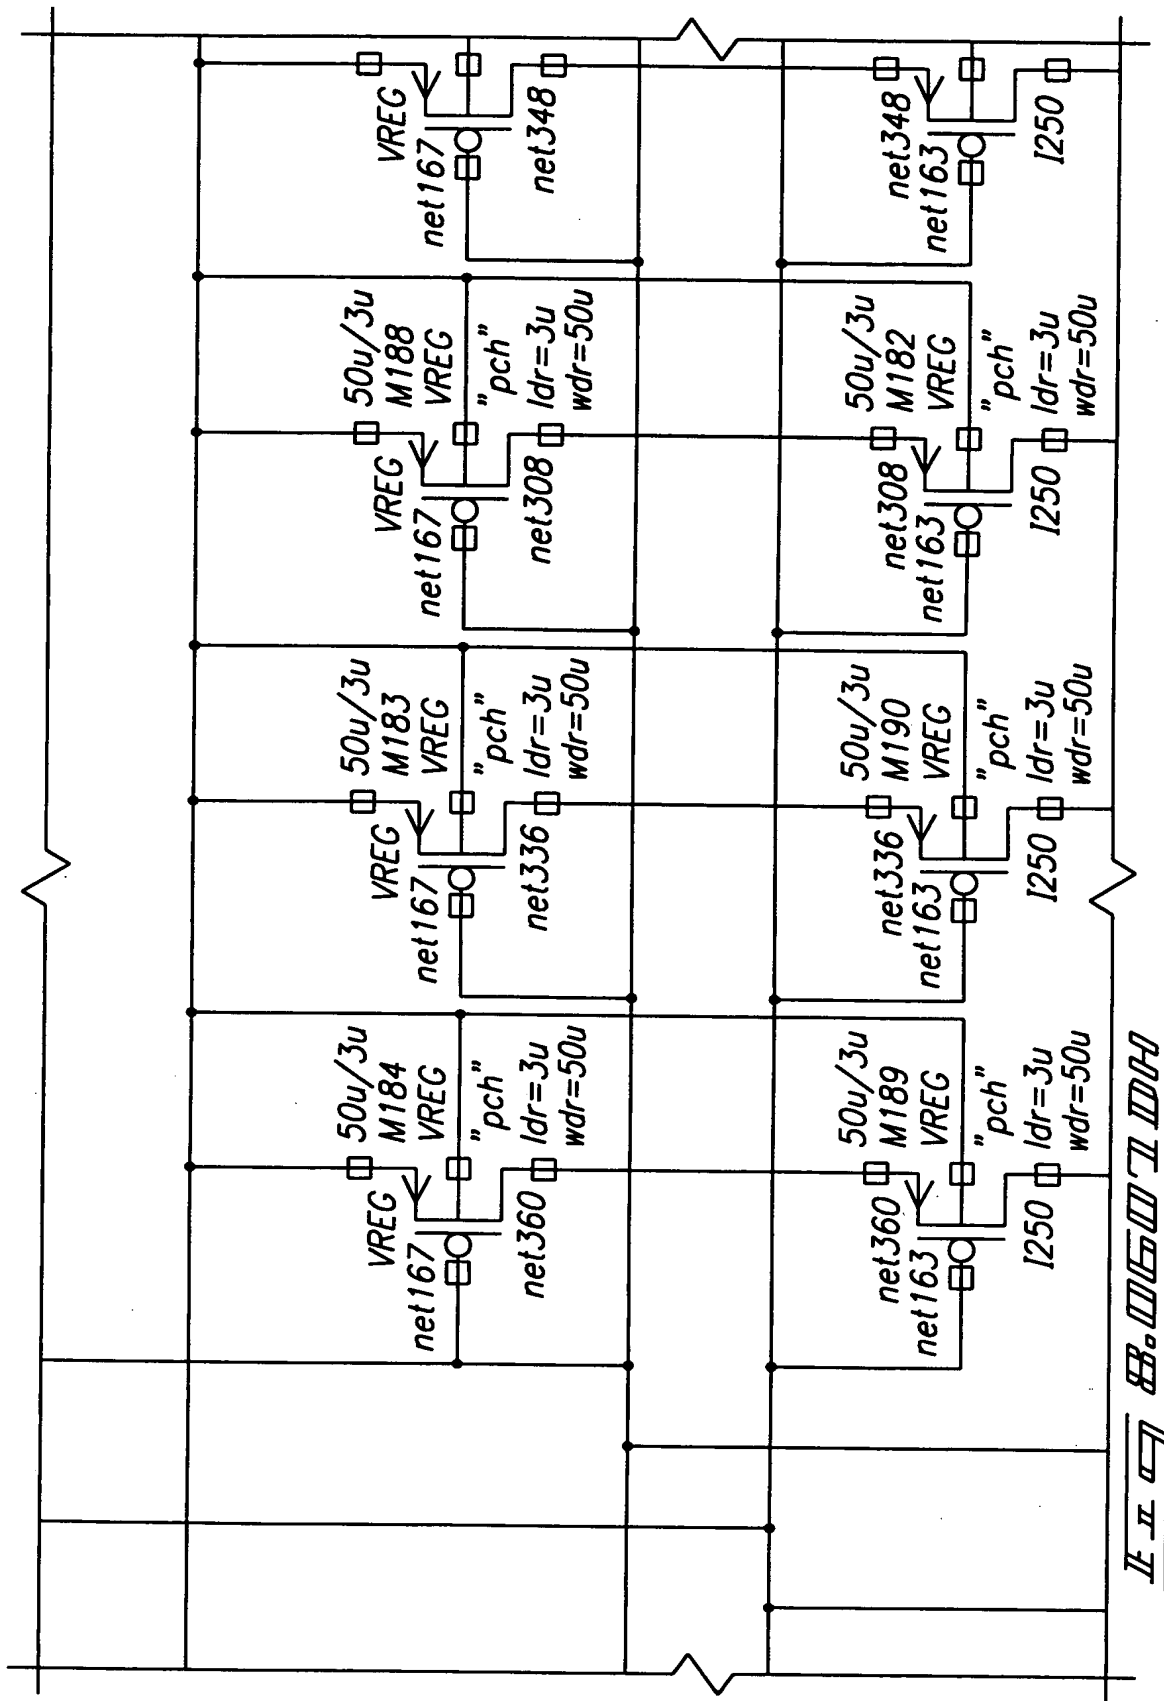 50u/3u
M184
VREG
VREG
net167
"pch"
ldr=3u
wdr=50u
net360
50u/3u
M183
VREG
VREG
net167
"pch"
ldr=3u
wdr=50u
net336
50u/3u
M188
VREG
VREG
net167
"pch"
ldr=3u
wdr=50u
net308
VREG
net167
net348
50u/3u
M189
VREG
net360
net163
"pch"
ldr=3u
wdr=50u
I250
50u/3u
M190
VREG
net336
net163
"pch"
ldr=3u
wdr=50u
I250
50u/3u
M182
VREG
net308
net163
"pch"
ldr=3u
wdr=50u
I250
net348
net163
I250
Fig 8.0607DH